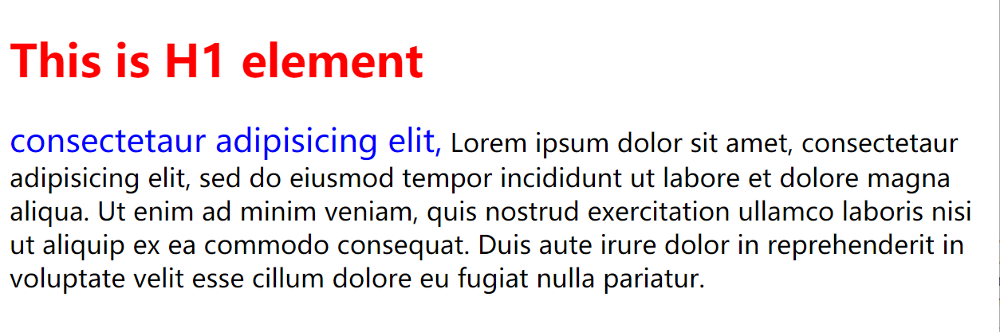 This is H1 element
consectetaur adipisicing elit, Lorem ipsum dolor sit amet, consectetaur
adipisicing elit, sed do eiusmod tempor incididunt ut labore et dolore magna
aliqua. Ut enim ad minim veniam, quis nostrud exercitation ullamco laboris nisi
ut aliquip ex ea commodo consequat. Duis aute irure dolor in reprehenderit in
voluptate velit esse cillum dolore eu fugiat nulla pariatur.